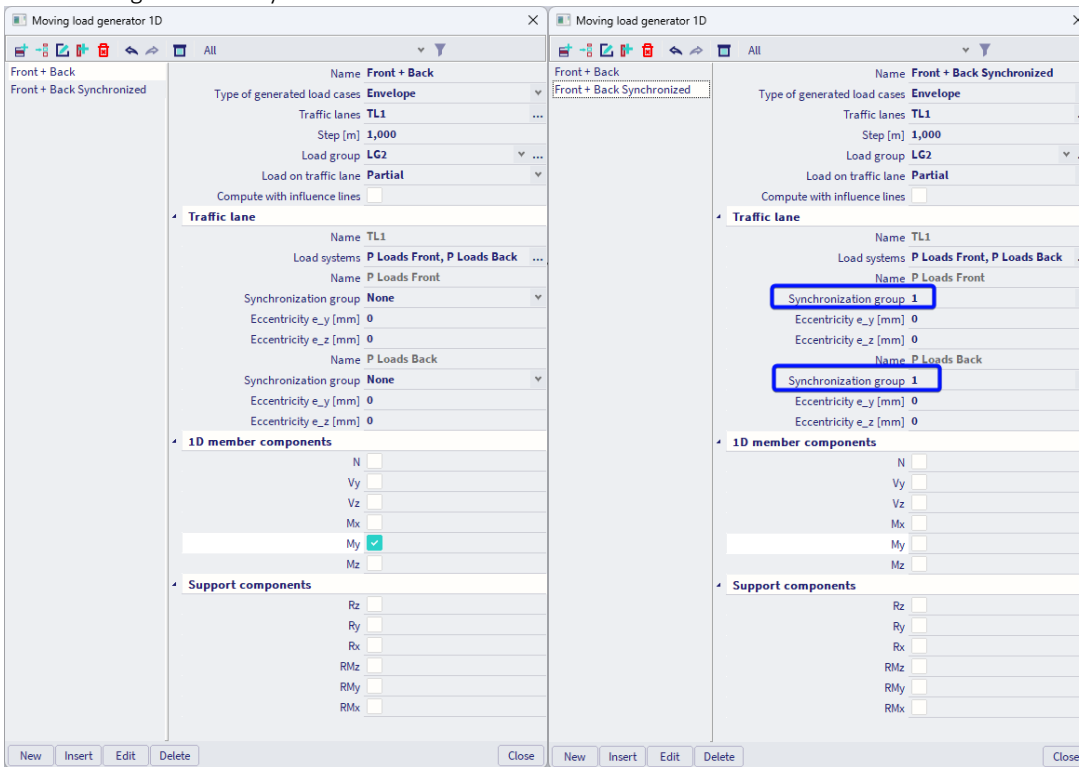 Moving load generator 1D
All
Front + Back
Front + Back Synchronized
Name Front + Back
Type of generated load cases Envelope
Traffic lanes TL1 ...
Step [m] 1,000
Load group LG2 ...
Load on traffic lane Partial
Compute with influence lines
Traffic lane
Name TL1
Load systems P Loads Front, P Loads Back ...
Name P Loads Front
Synchronization group None
Eccentricity e_y [mm] 0
Eccentricity e_z [mm] 0
Name P Loads Back
Synchronization group None
Eccentricity e_y [mm] 0
Eccentricity e_z [mm] 0
1D member components
N
Vy
Vz
Mx
My
Mz
Support components
Rz
Ry
Rx
RMz
RMy
RMx
New Insert Edit Delete Close
Moving load generator 1D
All
Front + Back
Front + Back Synchronized
Name Front + Back Synchronized
Type of generated load cases Envelope
Traffic lanes TL1
Step [m] 1,000
Load group LG2
Load on traffic lane Partial
Compute with influence lines
Traffic lane
Name TL1
Load systems P Loads Front, P Loads Back
Name P Loads Front
Synchronization group 1
Eccentricity e_y [mm] 0
Eccentricity e_z [mm] 0
Name P Loads Back
Synchronization group 1
Eccentricity e_y [mm] 0
Eccentricity e_z [mm] 0
1D member components
N
Vy
Vz
Mx
My
Mz
Support components
Rz
Ry
Rx
RMz
RMy
RMx
New Insert Edit Delete Close